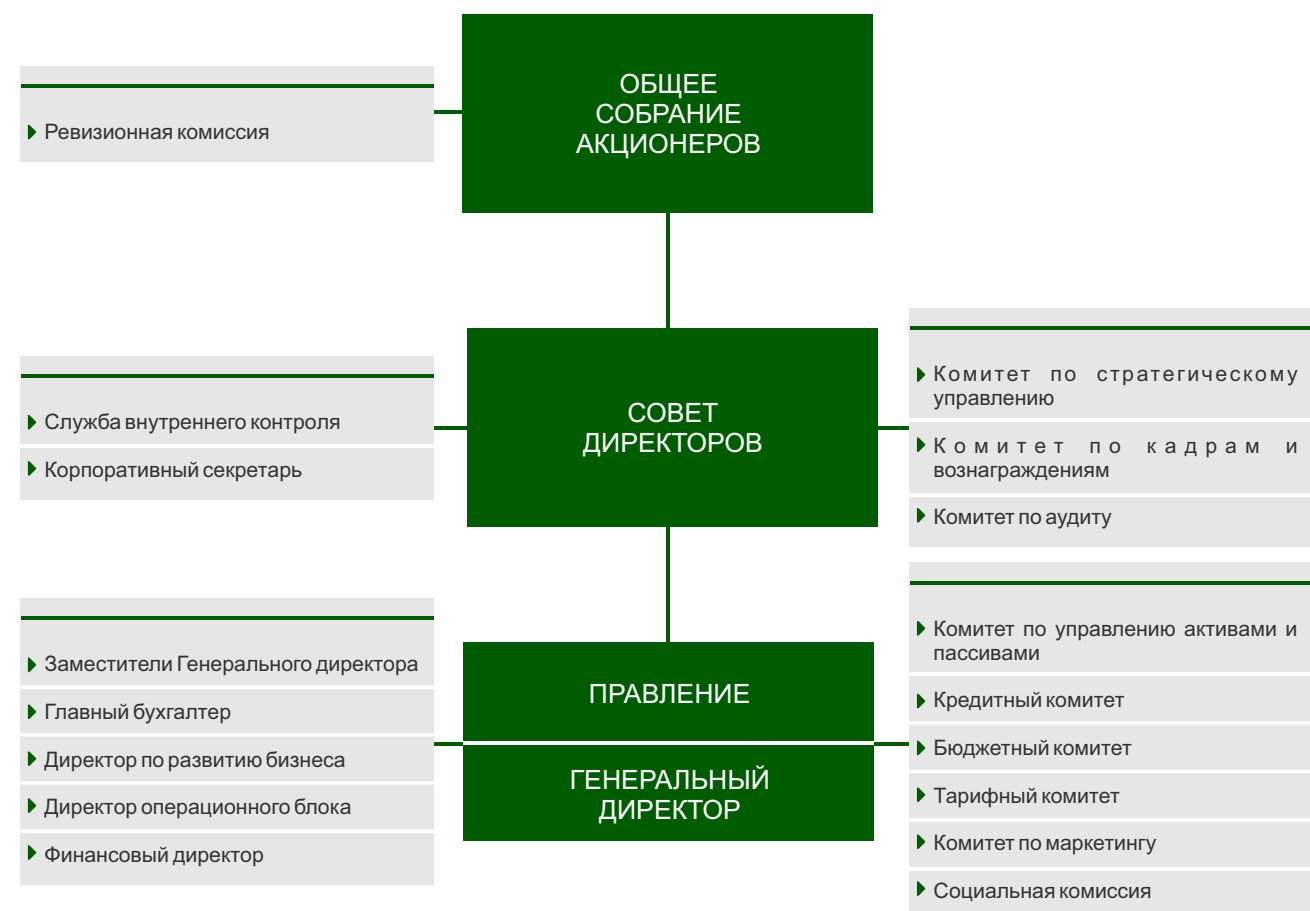 ОБЩЕЕ
СОБРАНИЕ
АКЦИОНЕРОВ
Ревизионная комиссия
СОВЕТ
ДИРЕКТОРОВ
Служба внутреннего контроля
Корпоративный секретарь
Комитет по стратегическому
управлению
Комитет по кадрам и
вознаграждениям
Комитет по аудиту
ПРАВЛЕНИЕ
ГЕНЕРАЛЬНЫЙ
ДИРЕКТОР
Заместители Генерального директора
Главный бухгалтер
Директор по развитию бизнеса
Директор операционного блока
Финансовый директор
Комитет по управлению активами и
пассивами
Кредитный комитет
Бюджетный комитет
Тарифный комитет
Комитет по маркетингу
Социальная комиссия